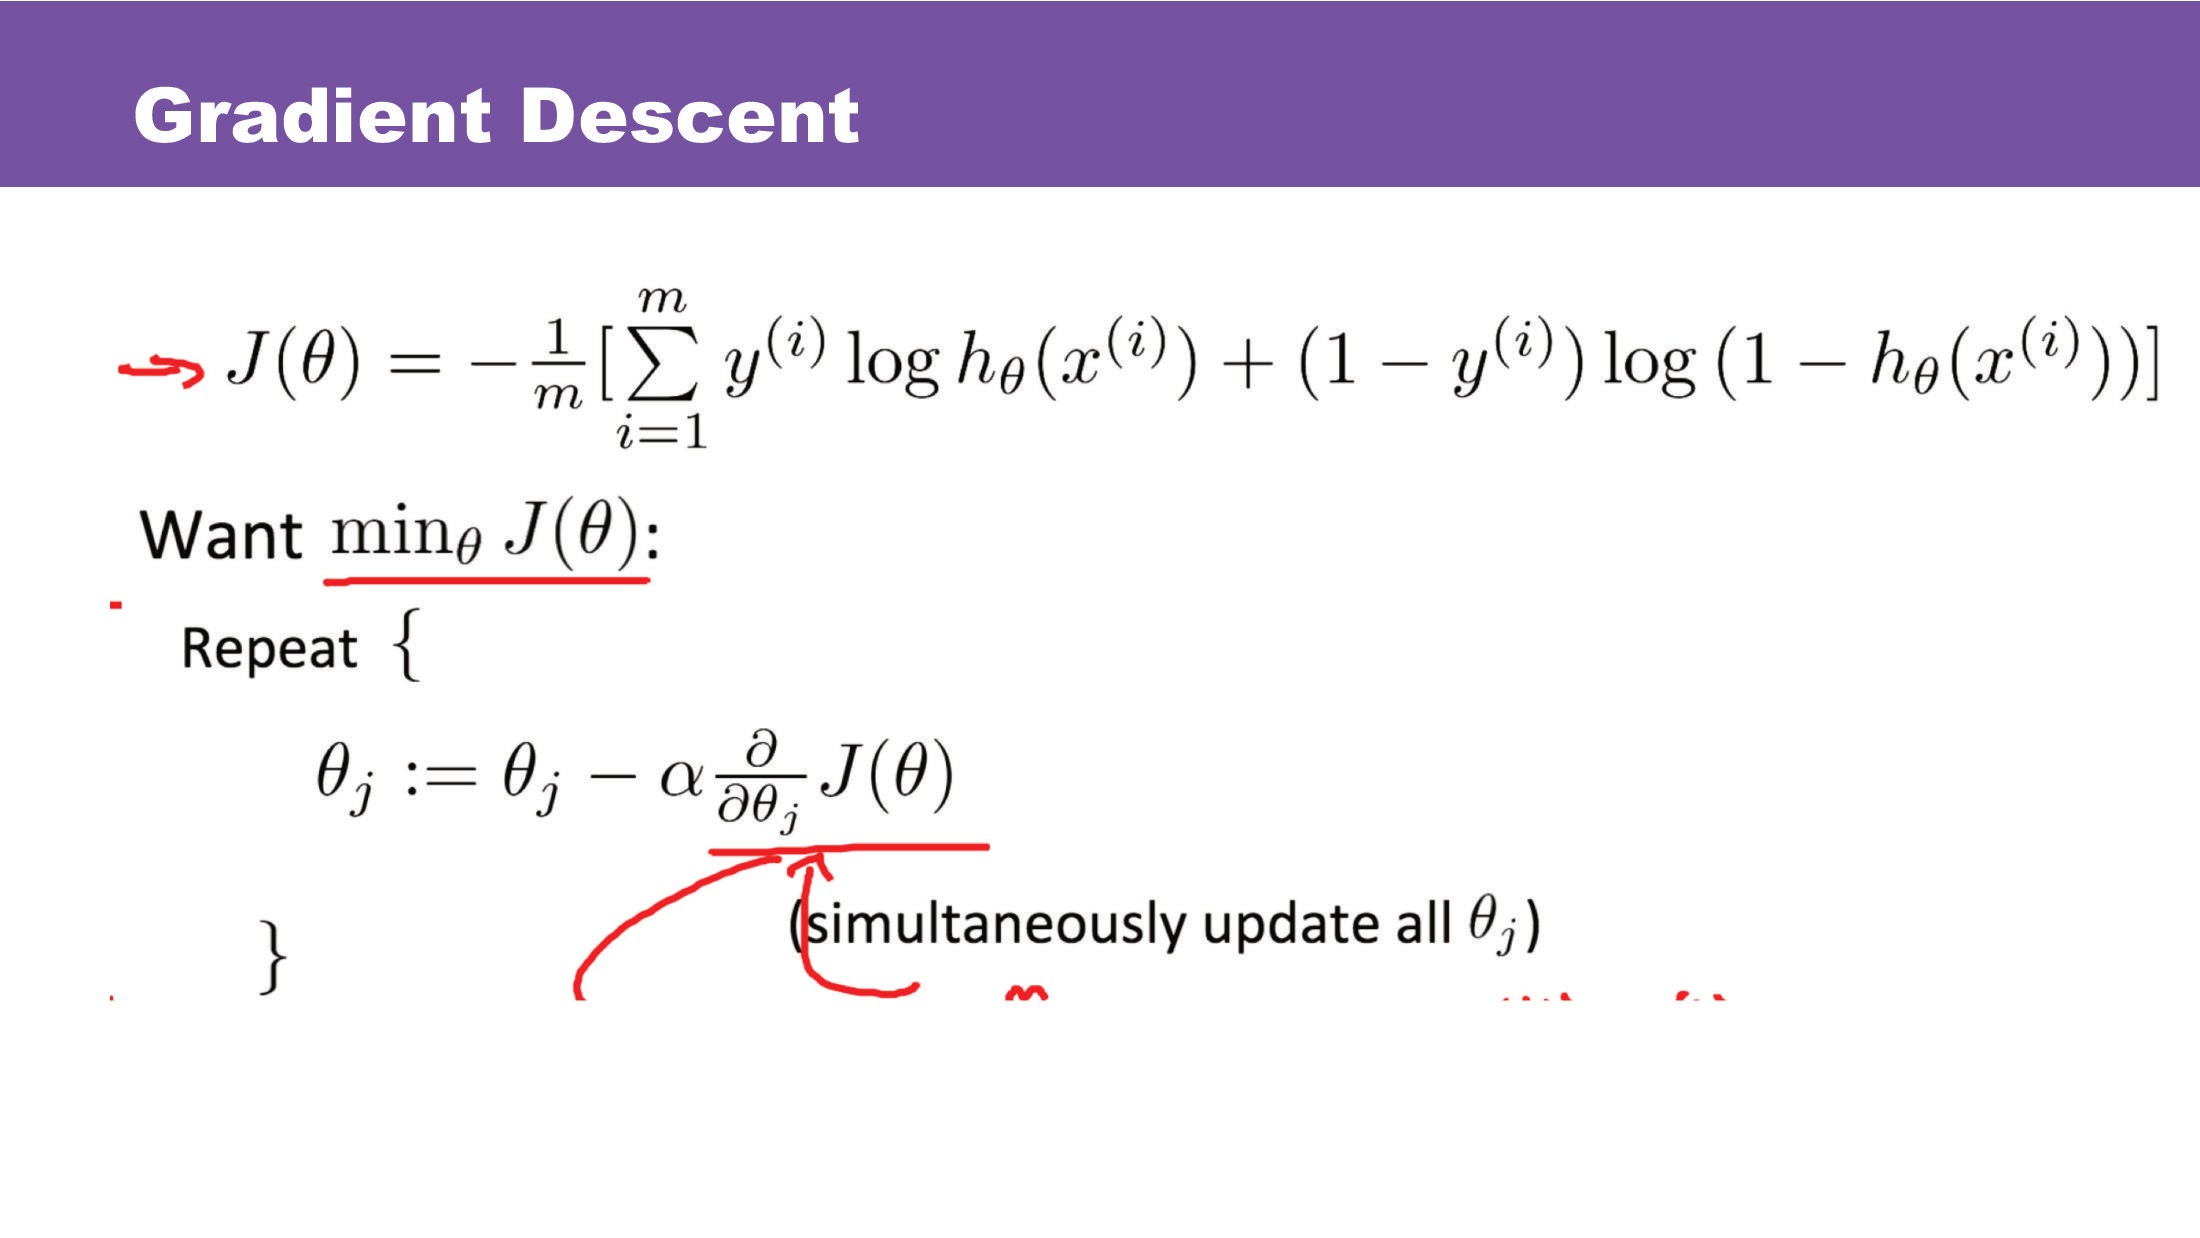 Gradient Descent
J(θ) = −1/m [∑_{i=1}^{m} y^{(i)} log h_θ(x^{(i)}) + (1 − y^{(i)}) log (1 − h_θ(x^{(i)}))]
Want min_θ J(θ):
Repeat {
θ_j := θ_j − α ∂/∂θ_j J(θ)
(simultaneously update all θ_j)
}